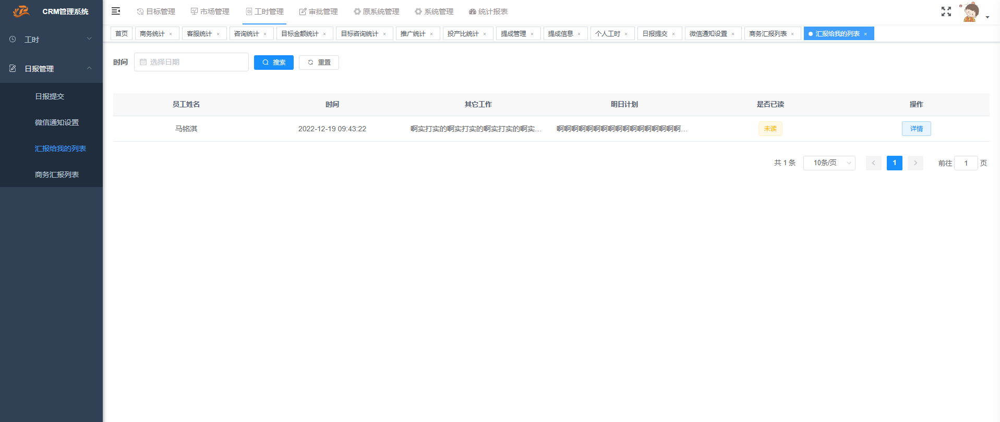 CRM管理系统
目标管理 市场管理 工时管理 审批管理 原系统管理 系统管理 统计报表
首页 商务统计 × 客服统计 × 咨询统计 × 目标金额统计 × 目标咨询统计 × 推广统计 × 投产比统计 × 提成管理 × 提成信息 × 个人工时 × 日报提交 × 微信通知设置 × 商务汇报列表 × 汇报给我的列表 ×
工时
日报管理
日报提交
微信通知设置
汇报给我的列表
商务汇报列表
时间 选择日期 搜索 重置
员工姓名 时间 其它工作 明日计划 是否已读 操作
马铭淇 2022-12-19 09:43:22 啊实打实的啊实打实的啊实打实的啊实... 啊啊啊啊啊啊啊啊啊啊啊啊啊啊啊啊啊... 未读 详情
共 1 条 10条/页 1 前往 1 页